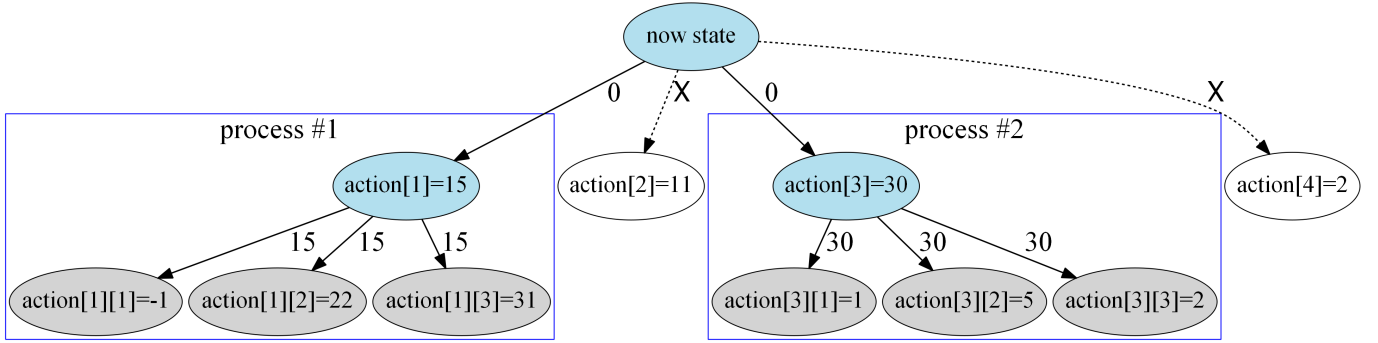 now state
0
X
0
X
process #1
process #2
action[1]=15
action[2]=11
action[3]=30
action[4]=2
15
15
15
30
30
30
action[1][1]=-1
action[1][2]=22
action[1][3]=31
action[3][1]=1
action[3][2]=5
action[3][3]=2